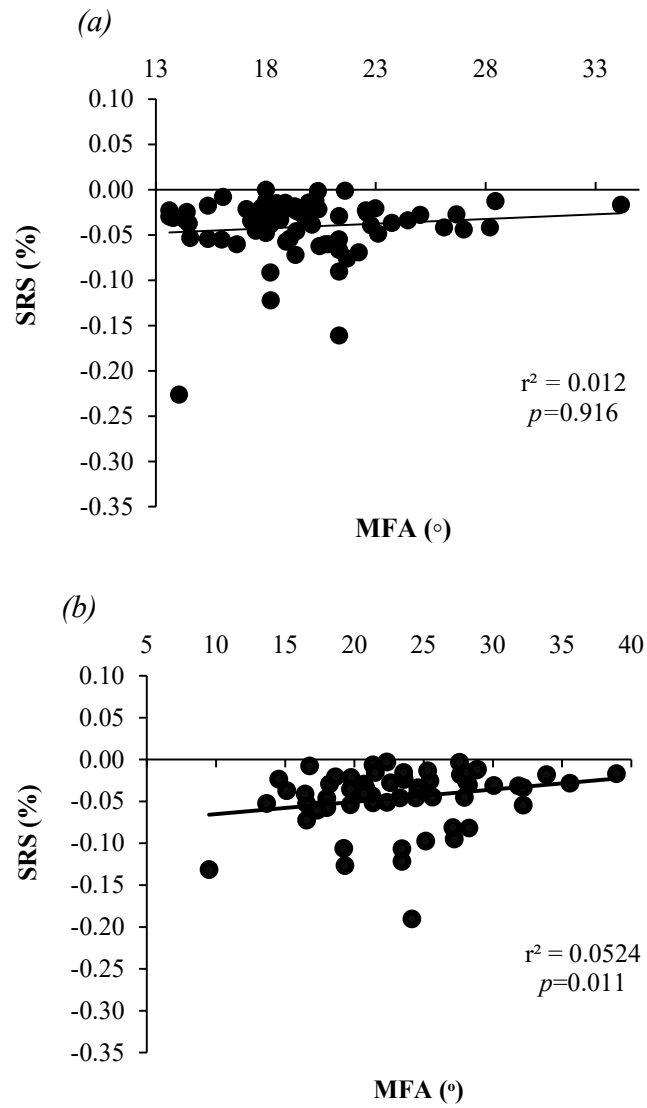 (a)
13 18 23 28 33
0.10
0.05
0.00
-0.05
-0.10
-0.15
-0.20
-0.25
-0.30
-0.35
SRS (%)
r² = 0.012
p=0.916
MFA (○)
(b)
5 10 15 20 25 30 35 40
0.10
0.05
0.00
-0.05
-0.10
-0.15
-0.20
-0.25
-0.30
-0.35
SRS (%)
r² = 0.0524
p=0.011
MFA (º)